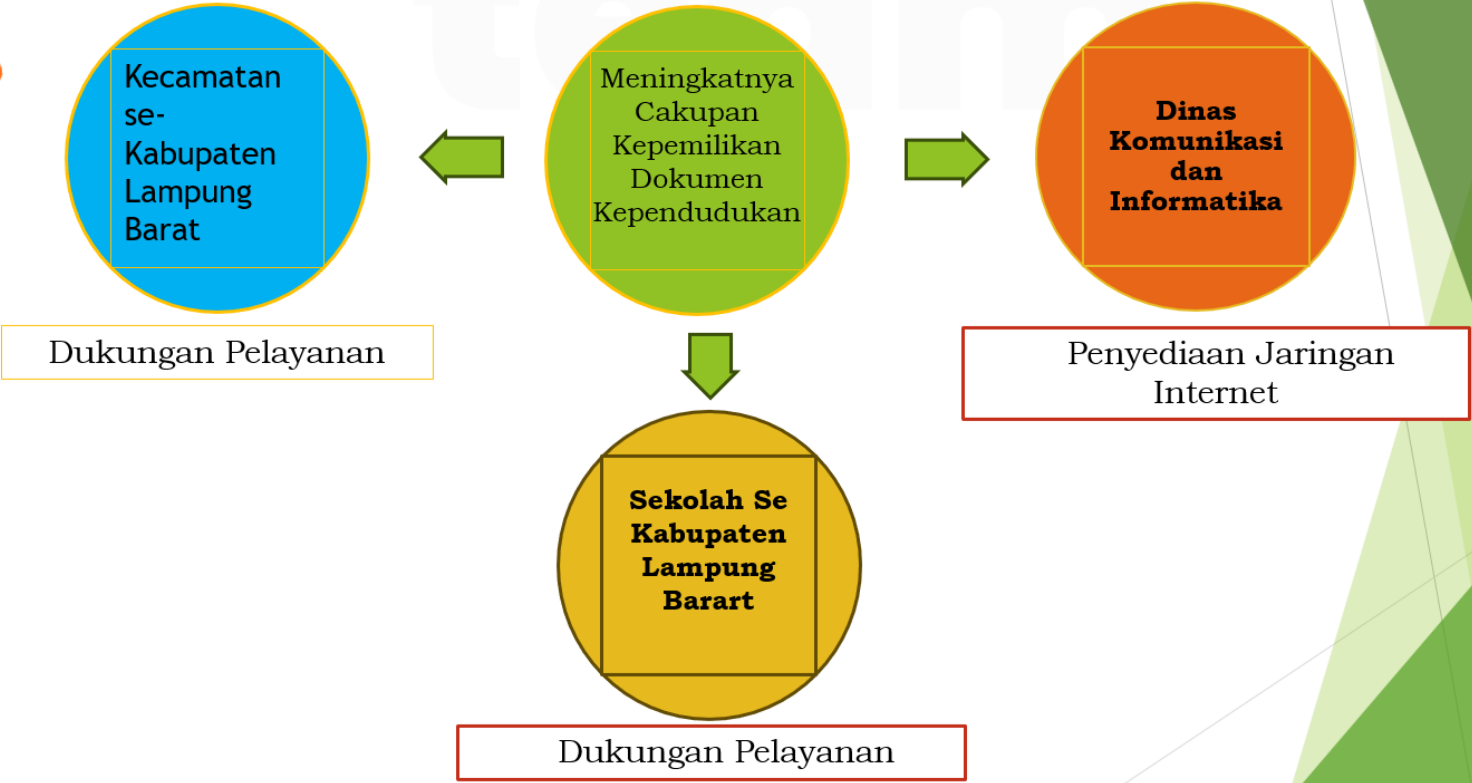 Kecamatan
se-
Kabupaten
Lampung
Barat
Dukungan Pelayanan
Meningkatnya
Cakupan
Kepemilikan
Dokumen
Kependudukan
Dinas
Komunikasi
dan
Informatika
Penyediaan Jaringan
Internet
Sekolah Se
Kabupaten
Lampung
Barart
Dukungan Pelayanan